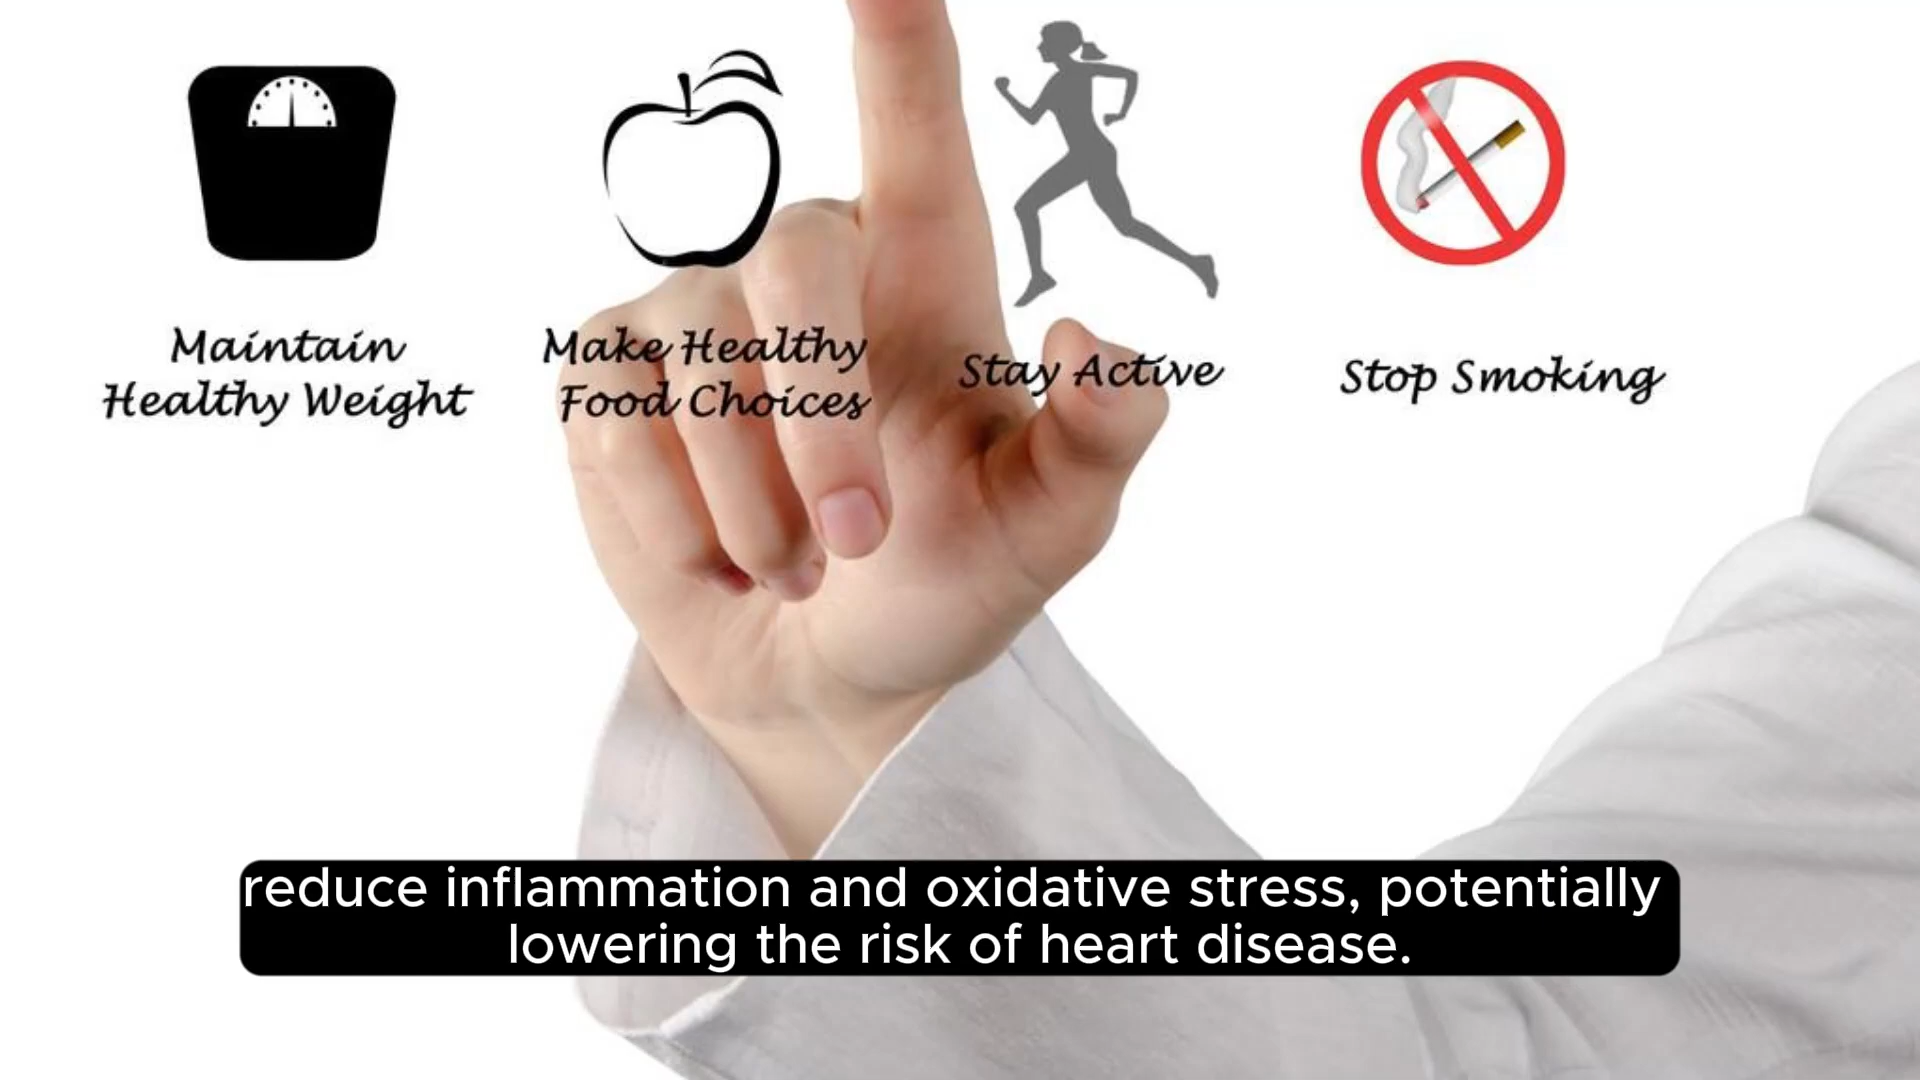 Maintain
Healthy Weight
Make Healthy
Food Choices
Stay Active
Stop Smoking
reduce inflammation and oxidative stress, potentially
lowering the risk of heart disease.